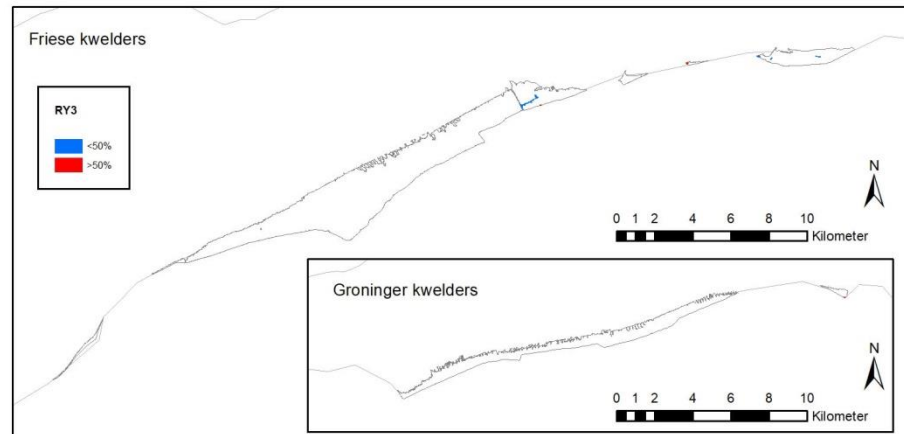 Friese kwelders
RY3
<50%
>50%
N
0 1 2 4 6 8 10
Kilometer
Groninger kwelders
N
0 1 2 4 6 8 10
Kilometer